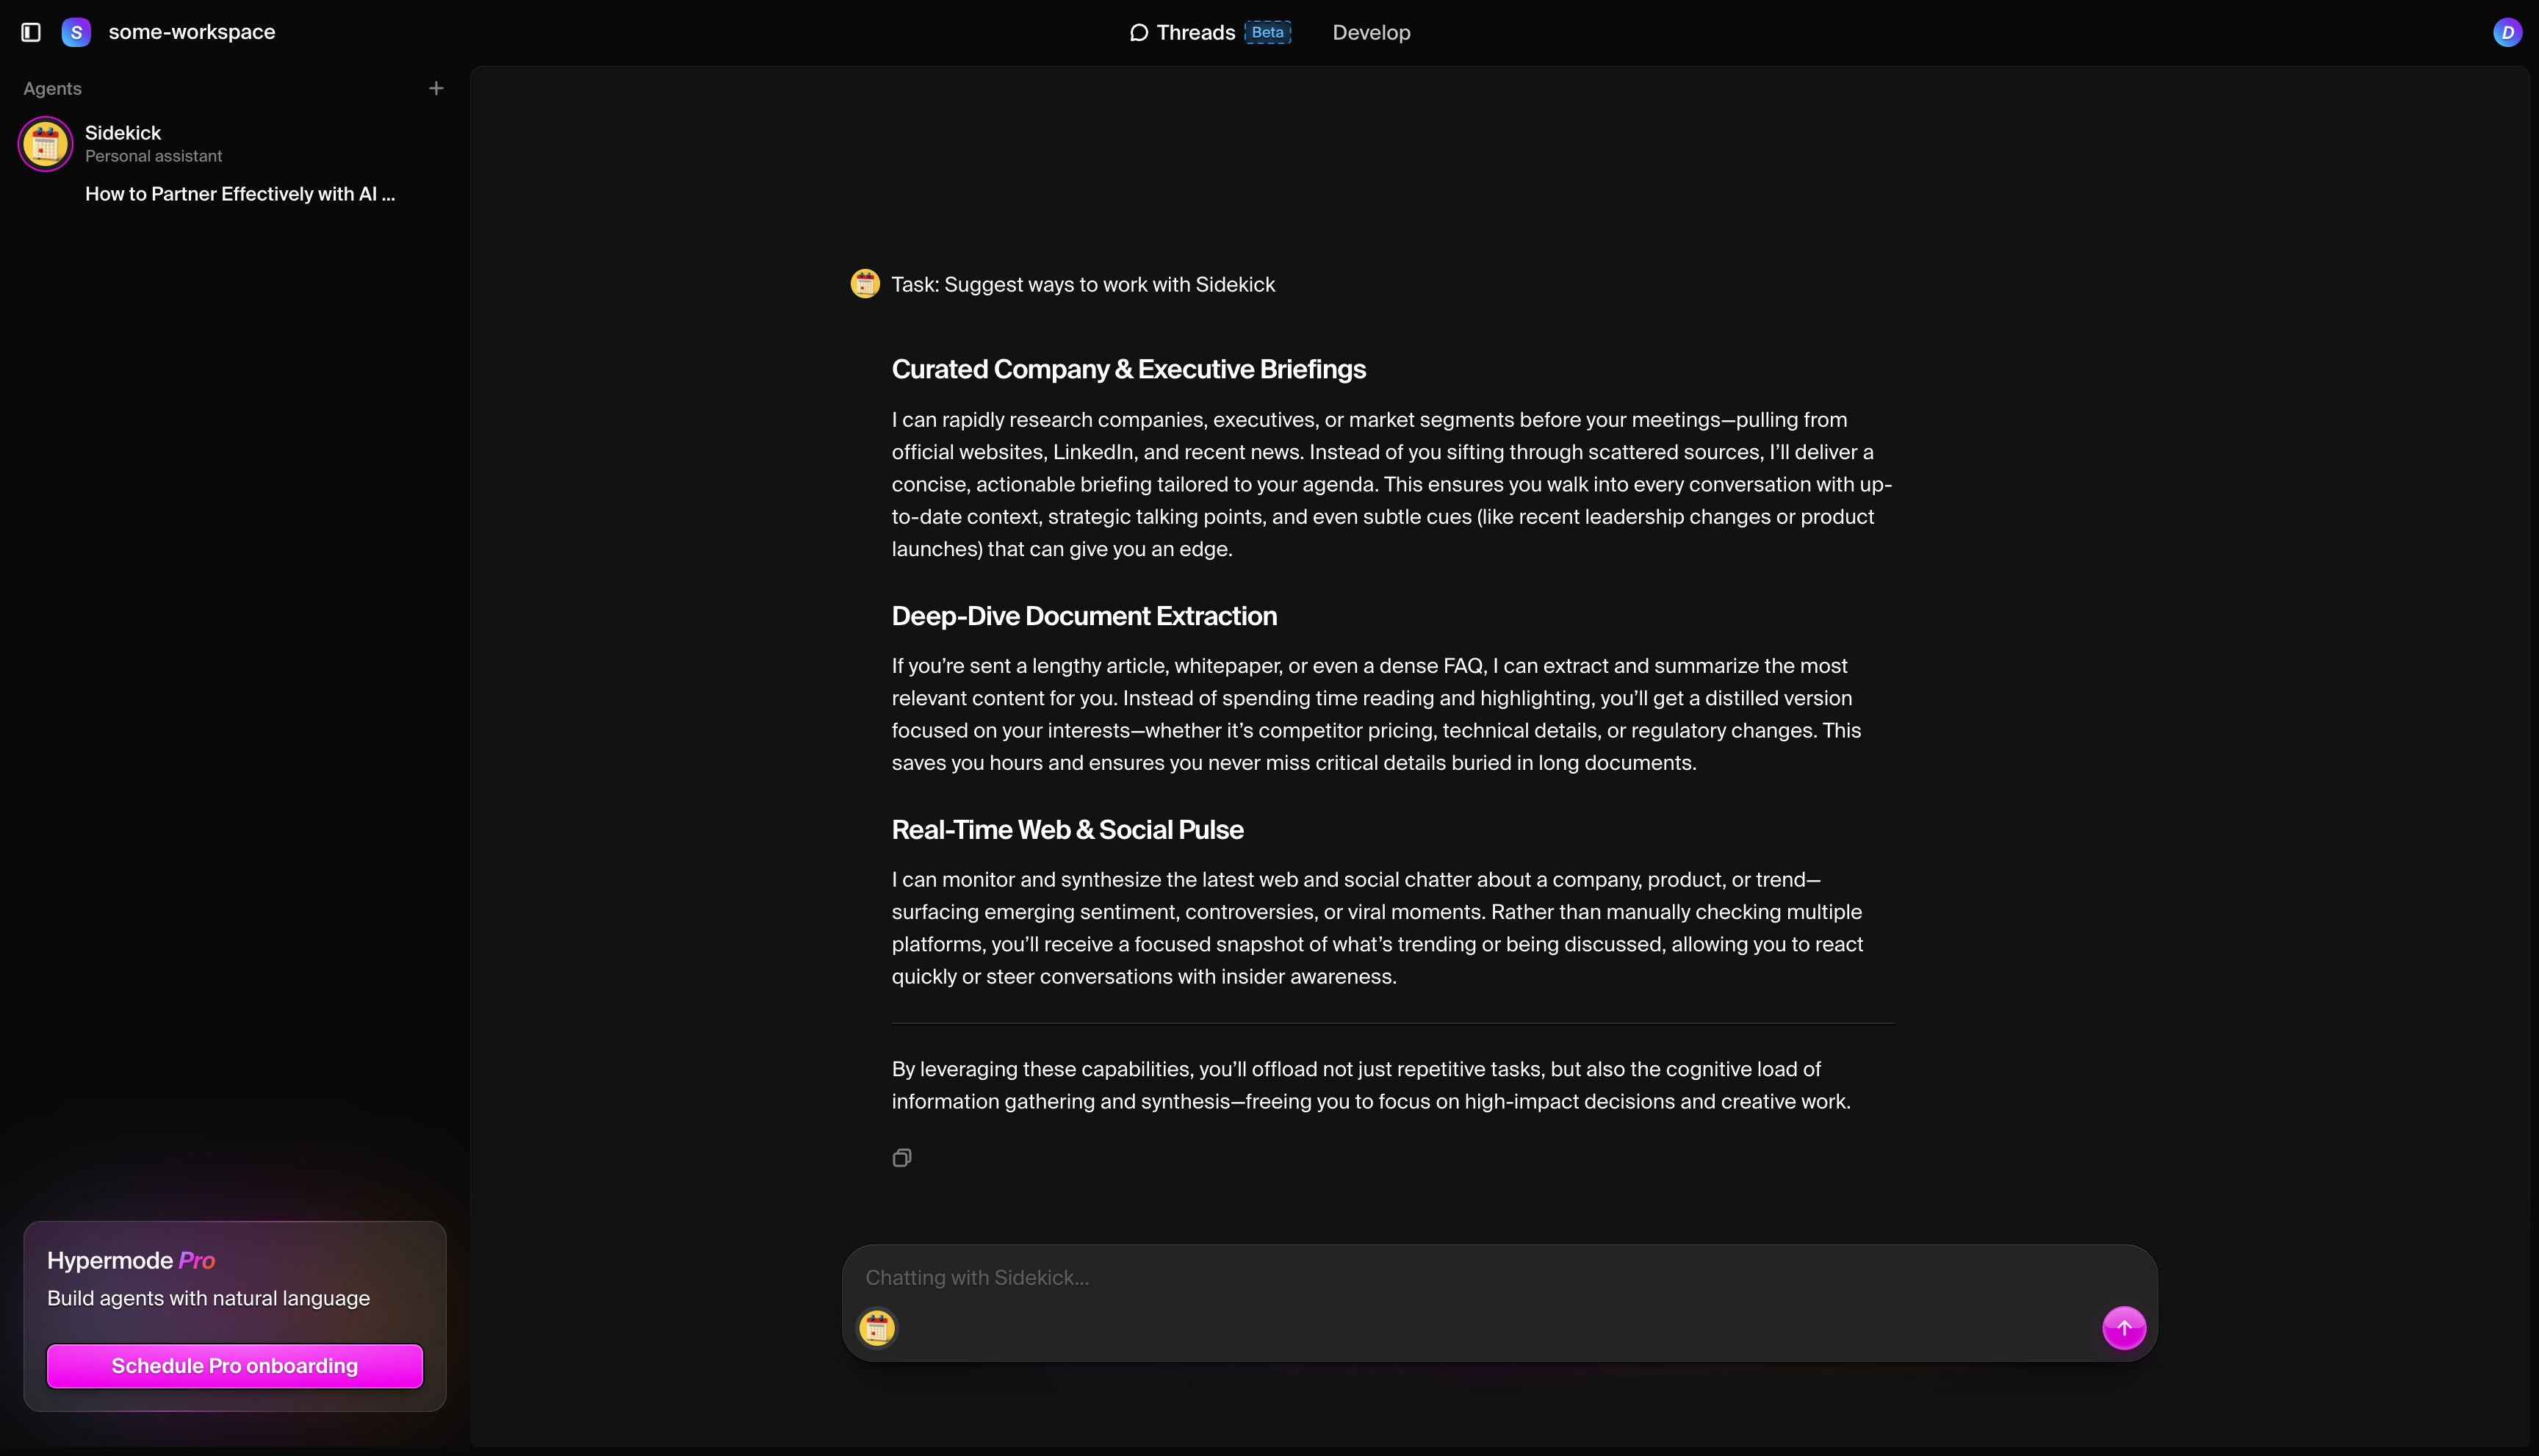 S some-workspace
Threads Beta Develop
D
Agents
Sidekick
Personal assistant
How to Partner Effectively with AI ...
Task: Suggest ways to work with Sidekick
Curated Company & Executive Briefings
I can rapidly research companies, executives, or market segments before your meetings—pulling from
official websites, LinkedIn, and recent news. Instead of you sifting through scattered sources, I’ll deliver a
concise, actionable briefing tailored to your agenda. This ensures you walk into every conversation with up-
to-date context, strategic talking points, and even subtle cues (like recent leadership changes or product
launches) that can give you an edge.
Deep-Dive Document Extraction
If you’re sent a lengthy article, whitepaper, or even a dense FAQ, I can extract and summarize the most
relevant content for you. Instead of spending time reading and highlighting, you’ll get a distilled version
focused on your interests—whether it’s competitor pricing, technical details, or regulatory changes. This
saves you hours and ensures you never miss critical details buried in long documents.
Real-Time Web & Social Pulse
I can monitor and synthesize the latest web and social chatter about a company, product, or trend—
surfacing emerging sentiment, controversies, or viral moments. Rather than manually checking multiple
platforms, you’ll receive a focused snapshot of what’s trending or being discussed, allowing you to react
quickly or steer conversations with insider awareness.
By leveraging these capabilities, you’ll offload not just repetitive tasks, but also the cognitive load of
information gathering and synthesis—freeing you to focus on high-impact decisions and creative work.
Hypermode Pro
Build agents with natural language
Schedule Pro onboarding
Chatting with Sidekick...